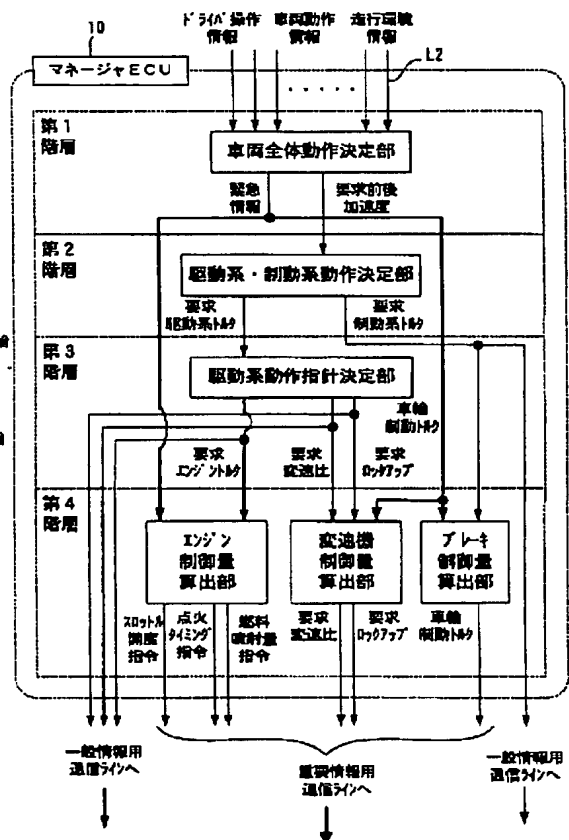 10
マネージャECU
ドライバ操作
情報
車両動作
情報
走行環境
情報
L2
第1
階層
車両全体動作決定部
緊急
情報
要求前後
加速度
第2
階層
駆動系・制動系動作決定部
要求
駆動系トルク
要求
制動系トルク
第3
階層
駆動系動作指針決定部
車輪
制動トルク
要求
エンジントルク
要求
変速比
要求
ロックアップ
第4
階層
エンジン
制御量
算出部
変速機
制御量
算出部
ブレーキ
制御量
算出部
スロットル
開度
指令
点火
タイミング
指令
燃料
噴射量
指令
要求
変速比
要求
ロックアップ
車輪
制動トルク
一般情報用
通信ラインへ
重要情報用
通信ラインへ
一般情報用
通信ラインへ